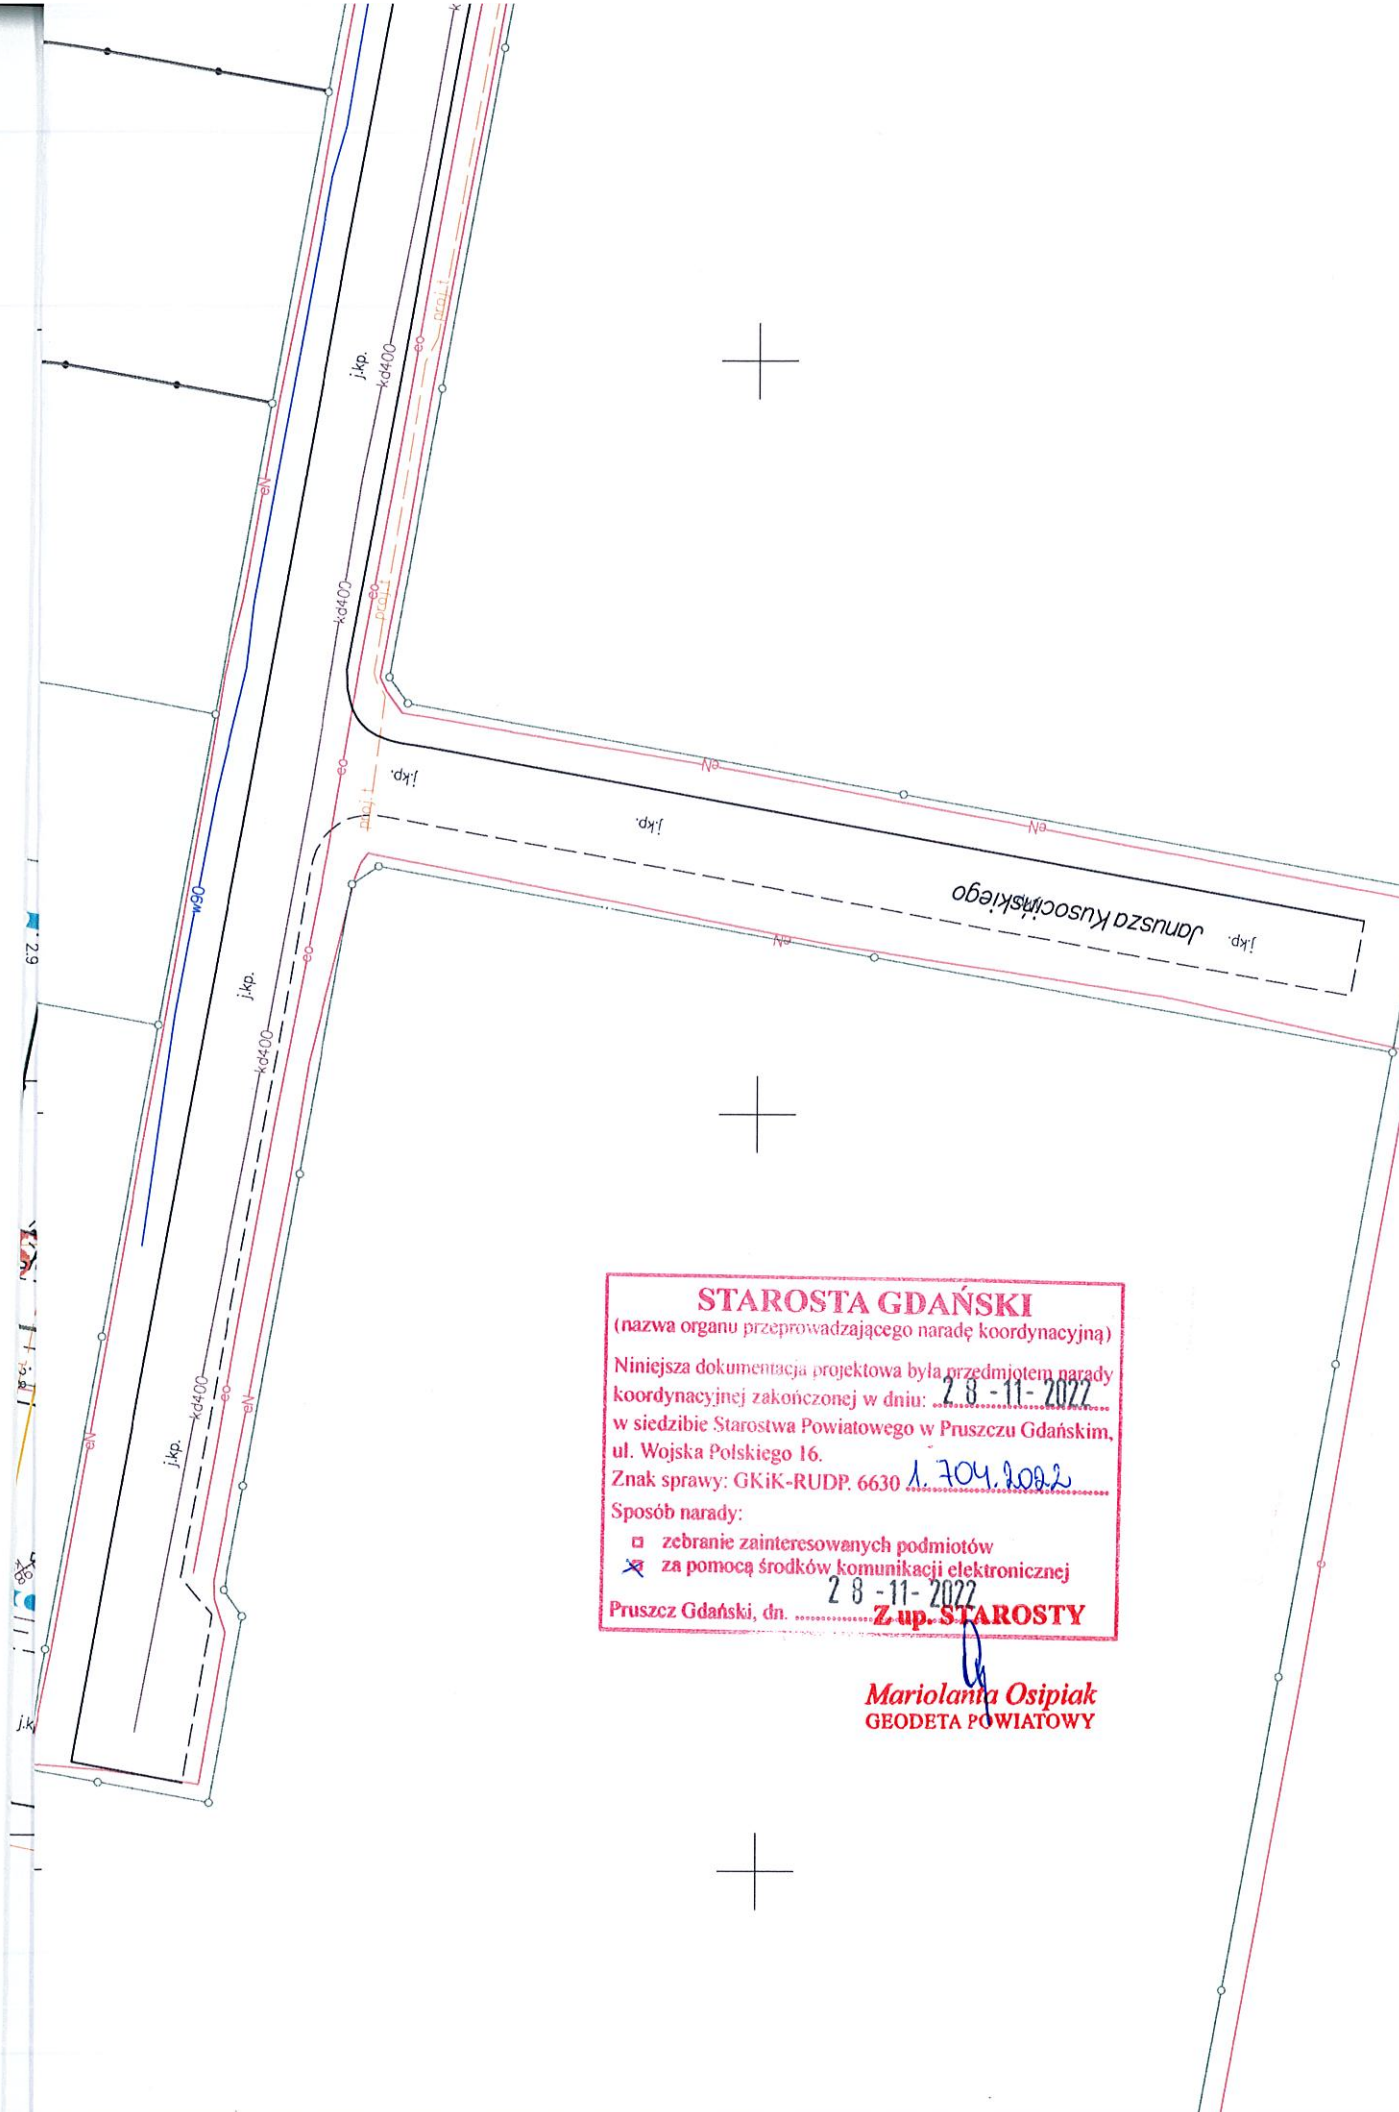 k
proj.t
eo
j.kp.
kd400
eN
kd400
eo
proj.t
eo
j.kp.
eN
proj.t
j.kp.
eN
w90
Janusza Kusocińskiego
j.kp.
eo
eN
2.9
j.kp.
kd400
STAROSTA GDAŃSKI
(nazwa organu przeprowadzającego naradę koordynacyjną)
Niniejsza dokumentacja projektowa była przedmiotem narady
koordynacyjnej zakończonej w dniu: 28-11-2022
w siedzibie Starostwa Powiatowego w Pruszczu Gdańskim,
ul. Wojska Polskiego 16.
Znak sprawy: GKiK-RUDP. 6630 1.704.2022
Sposób narady:
zebranie zainteresowanych podmiotów
za pomocą środków komunikacji elektronicznej
Pruszcz Gdański, dn. 28-11-2022
Z up. STAROSTY
Mariolanta Osipiak
GEODETA POWIATOWY
kd400
eo
eN
eN
j.kp.
j.k